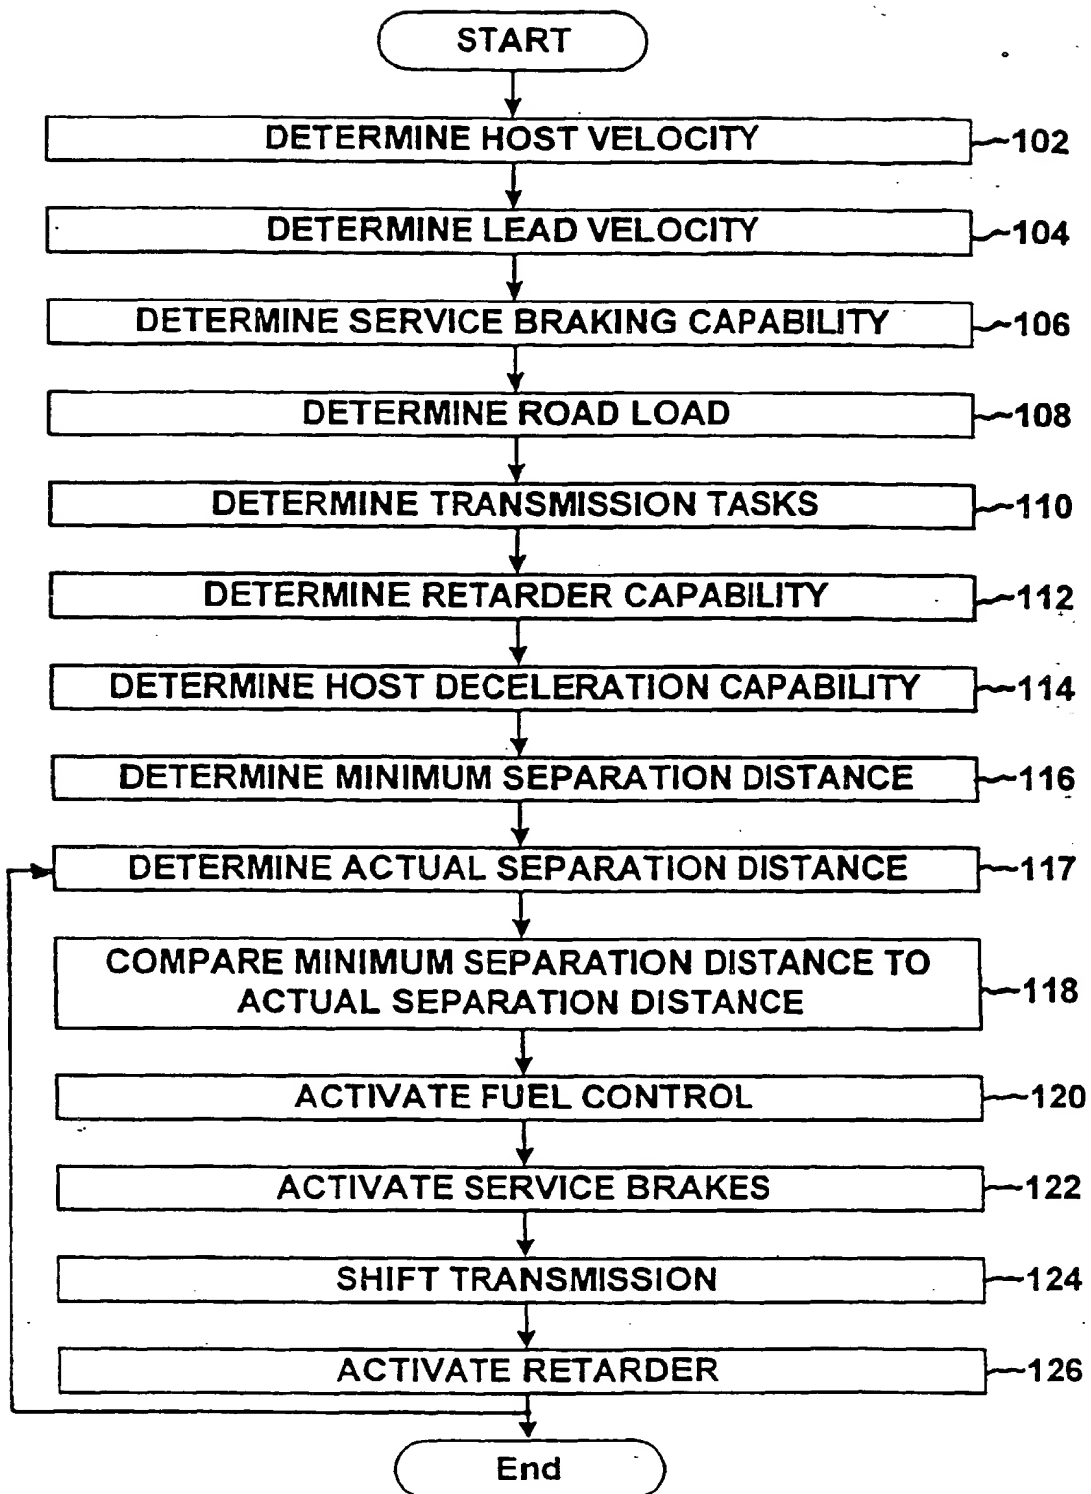 START
DETERMINE HOST VELOCITY
102
DETERMINE LEAD VELOCITY
104
DETERMINE SERVICE BRAKING CAPABILITY
106
DETERMINE ROAD LOAD
108
DETERMINE TRANSMISSION TASKS
110
DETERMINE RETARDER CAPABILITY
112
DETERMINE HOST DECELERATION CAPABILITY
114
DETERMINE MINIMUM SEPARATION DISTANCE
116
DETERMINE ACTUAL SEPARATION DISTANCE
117
COMPARE MINIMUM SEPARATION DISTANCE TO
ACTUAL SEPARATION DISTANCE
118
ACTIVATE FUEL CONTROL
120
ACTIVATE SERVICE BRAKES
122
SHIFT TRANSMISSION
124
ACTIVATE RETARDER
126
End